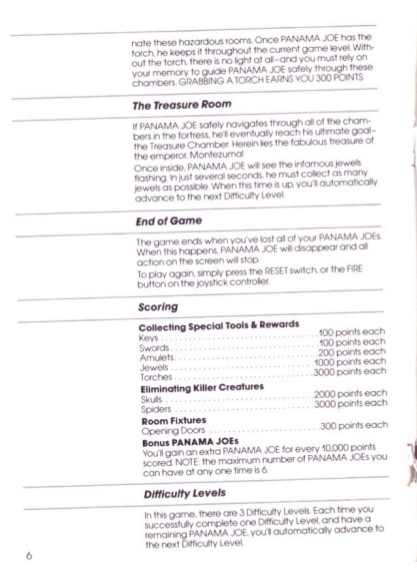 nate these hazardous rooms. Once PANAMA JOE has the
torch, he keeps it throughout the current game level. With-
out the torch, there is no light at all–and you must rely on
your memory to guide PANAMA JOE safely through these
chambers. GRABBING A TORCH EARNS YOU 300 POINTS.
The Treasure Room
If PANAMA JOE safely navigates through all of the cham-
bers in the fortress, he'll eventually reach his ultimate goal–
the Treasure Chamber. Herein lies the fabulous treasure of
the emperor, Montezuma!
Once inside, PANAMA JOE will see the infamous jewels
flashing. In just several seconds, he must collect as many
jewels as possible. When this time is up, you'll automatically
advance to the next Difficulty Level.
End of Game
The game ends when you've lost all of your PANAMA JOEs.
When this happens, PANAMA JOE will disappear and all
action on the screen will stop.
To play again, simply press the RESET switch, or the FIRE
button on the joystick controller.
Scoring
Collecting Special Tools & Rewards
Keys . . . . . . . . . . . . . . . . . . . . . . . . . . . . 100 points each
Swords . . . . . . . . . . . . . . . . . . . . . . . . . . 100 points each
Amulets . . . . . . . . . . . . . . . . . . . . . . . . . 200 points each
Jewels . . . . . . . . . . . . . . . . . . . . . . . . . . 1000 points each
Torches . . . . . . . . . . . . . . . . . . . . . . . . . 3000 points each
Eliminating Killer Creatures
Skulls . . . . . . . . . . . . . . . . . . . . . . . . . . . 2000 points each
Spiders . . . . . . . . . . . . . . . . . . . . . . . . . 3000 points each
Room Fixtures
Opening Doors . . . . . . . . . . . . . . . . . . . 300 points each
Bonus PANAMA JOEs
You'll gain an extra PANAMA JOE for every 10,000 points
scored. NOTE: the maximum number of PANAMA JOEs you
can have at any one time is 6.
Difficulty Levels
In this game, there are 3 Difficulty Levels. Each time you
successfully complete one Difficulty Level, and have a
remaining PANAMA JOE, you'll automatically advance to
the next Difficulty Level.
6